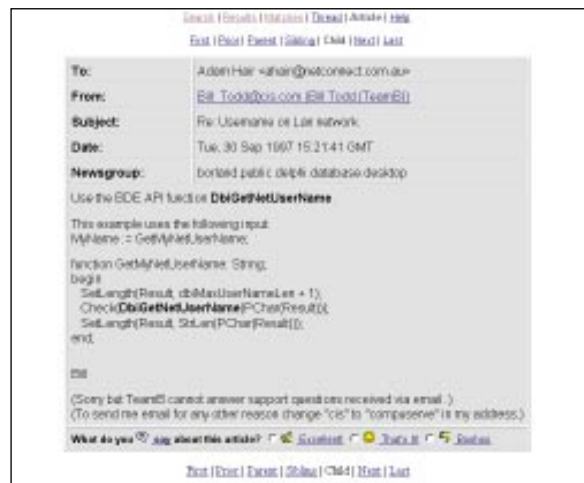 Search | Results | Matches | Thread | Article | Help
First | Prior | Parent | Sibling | Child | Next | Last
To: Adam Hair <ahair@netconnect.com.au>
From: Bill_Todd@cis.com (Bill Todd (TeamB))
Subject: Re: Username on Lan network.
Date: Tue, 30 Sep 1997 15:21:41 GMT
Newsgroup: borland.public.delphi.database.desktop
Use the BDE API function DbiGetNetUserName
This example uses the following input:
MyName := GetMyNetUserName;
function GetMyNetUserName: String;
begin
SetLength(Result, dbiMaxUserNameLen + 1);
Check(DbiGetNetUserName(PChar(Result)));
SetLength(Result, StrLen(PChar(Result)));
end;
Bill
(Sorry but TeamB cannot answer support questions received via email.)
(To send me email for any other reason change "cis" to "compuserve" in my address.)
What do you say about this article? Excellent That's It
First | Prior | Parent | Sibling | Child | Next | Last